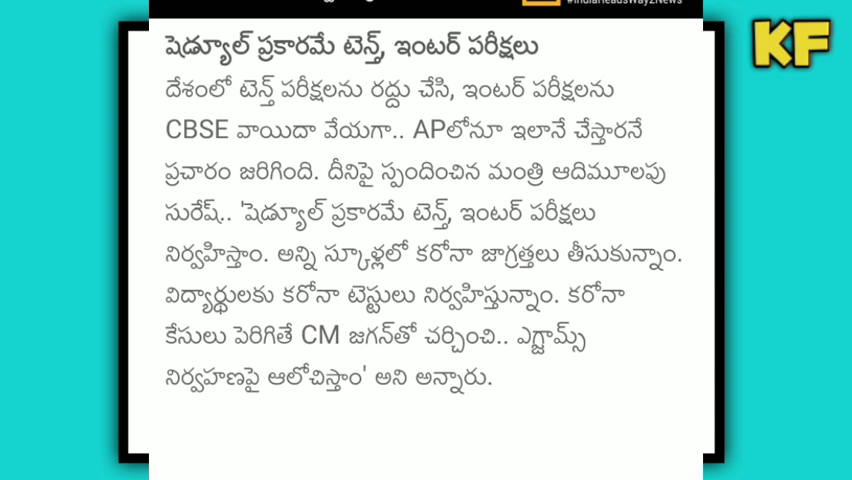 #IndiaReadsWay2News
KF
షెడ్యూల్ ప్రకారమే టెన్త్, ఇంటర్ పరీక్షలు
దేశంలో టెన్త్ పరీక్షలను రద్దు చేసి, ఇంటర్ పరీక్షలను
CBSE వాయిదా వేయగా.. APలోనూ ఇలానే చేస్తారనే
ప్రచారం జరిగింది. దీనిపై స్పందించిన మంత్రి ఆదిమూలపు
సురేష్.. 'షెడ్యూల్ ప్రకారమే టెన్త్, ఇంటర్ పరీక్షలు
నిర్వహిస్తాం. అన్ని స్కూళ్లలో కరోనా జాగ్రత్తలు తీసుకున్నాం.
విద్యార్థులకు కరోనా టెస్టులు నిర్వహిస్తున్నాం. కరోనా
కేసులు పెరిగితే CM జగన్‌తో చర్చించి.. ఎగ్జామ్స్
నిర్వహణపై ఆలోచిస్తాం' అని అన్నారు.